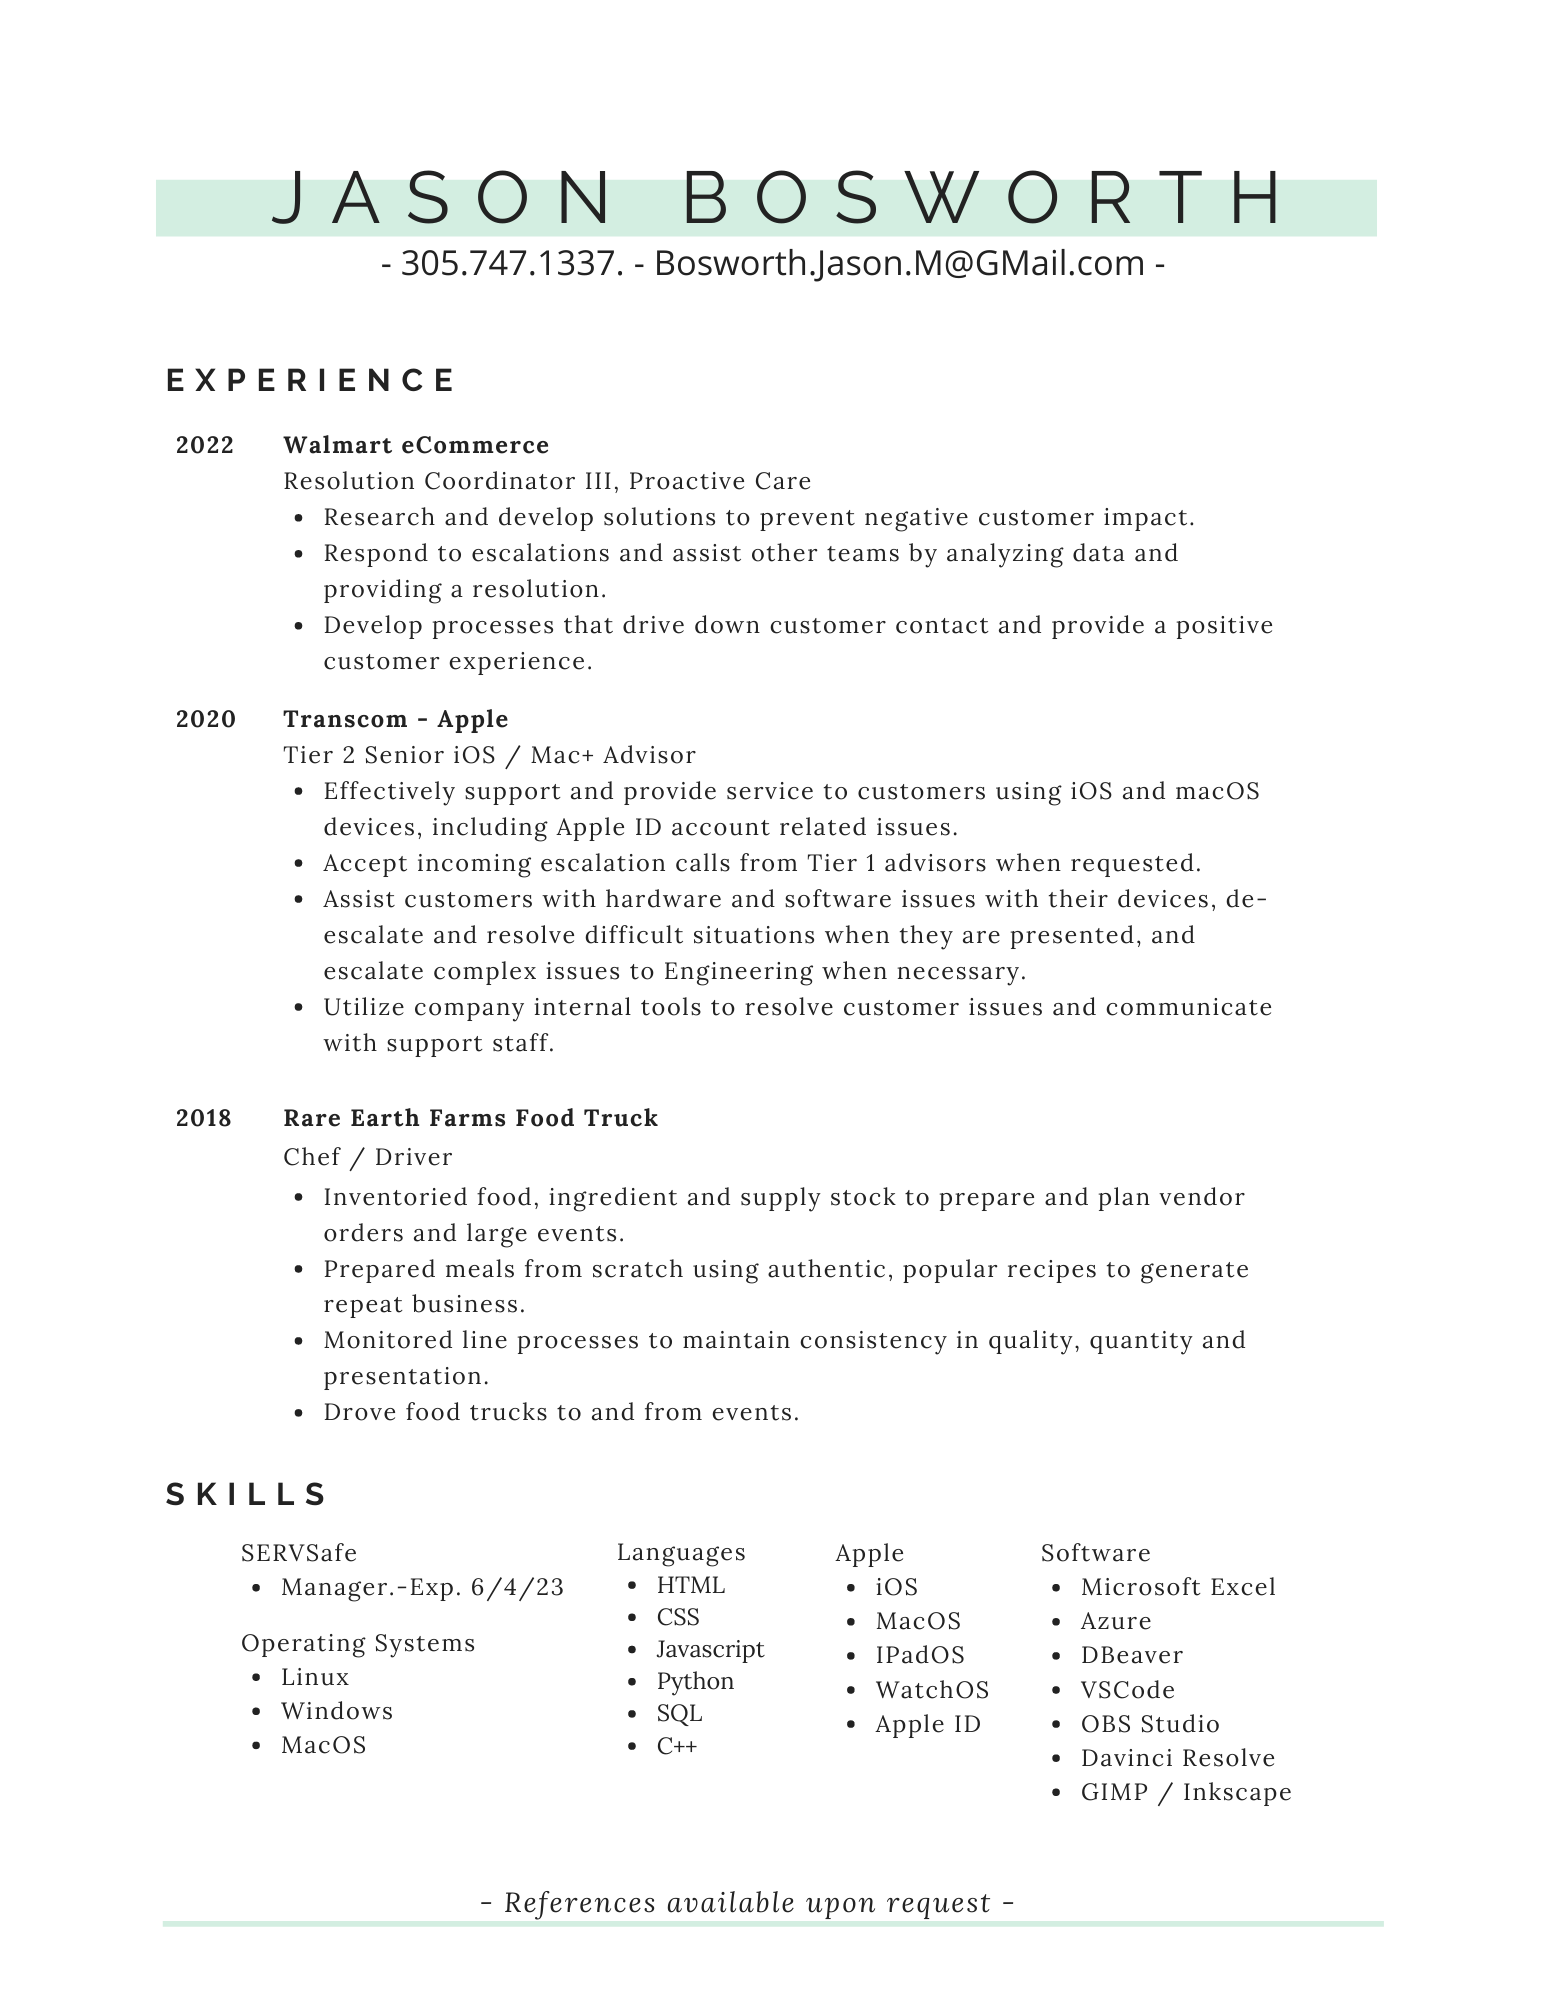 JASON BOSWORTH
- 305.747.1337. - Bosworth.Jason.M@GMail.com -
EXPERIENCE
2022 Walmart eCommerce
Resolution Coordinator III, Proactive Care
• Research and develop solutions to prevent negative customer impact.
• Respond to escalations and assist other teams by analyzing data and
providing a resolution.
• Develop processes that drive down customer contact and provide a positive
customer experience.
2020 Transcom - Apple
Tier 2 Senior iOS / Mac+ Advisor
• Effectively support and provide service to customers using iOS and macOS
devices, including Apple ID account related issues.
• Accept incoming escalation calls from Tier 1 advisors when requested.
• Assist customers with hardware and software issues with their devices, de-
escalate and resolve difficult situations when they are presented, and
escalate complex issues to Engineering when necessary.
• Utilize company internal tools to resolve customer issues and communicate
with support staff.
2018 Rare Earth Farms Food Truck
Chef / Driver
• Inventoried food, ingredient and supply stock to prepare and plan vendor
orders and large events.
• Prepared meals from scratch using authentic, popular recipes to generate
repeat business.
• Monitored line processes to maintain consistency in quality, quantity and
presentation.
• Drove food trucks to and from events.
SKILLS
SERVSafe
• Manager.-Exp. 6/4/23
Operating Systems
• Linux
• Windows
• MacOS
Languages
• HTML
• CSS
• Javascript
• Python
• SQL
• C++
Apple
• iOS
• MacOS
• IPadOS
• WatchOS
• Apple ID
Software
• Microsoft Excel
• Azure
• DBeaver
• VSCode
• OBS Studio
• Davinci Resolve
• GIMP / Inkscape
- References available upon request -